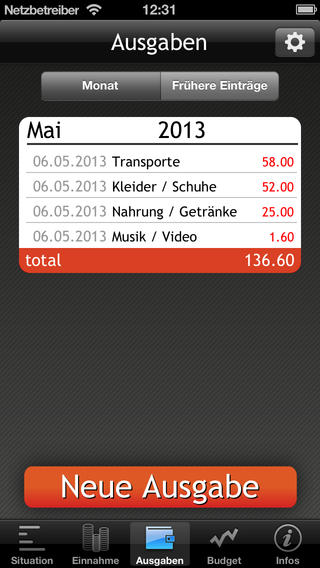 Netzbetreiber 12:31
Ausgaben
Monat Frühere Einträge
Mai 2013
06.05.2013 Transporte 58.00
06.05.2013 Kleider / Schuhe 52.00
06.05.2013 Nahrung / Getränke 25.00
06.05.2013 Musik / Video 1.60
total 136.60
Neue Ausgabe
Situation Einnahme Ausgaben Budget Infos